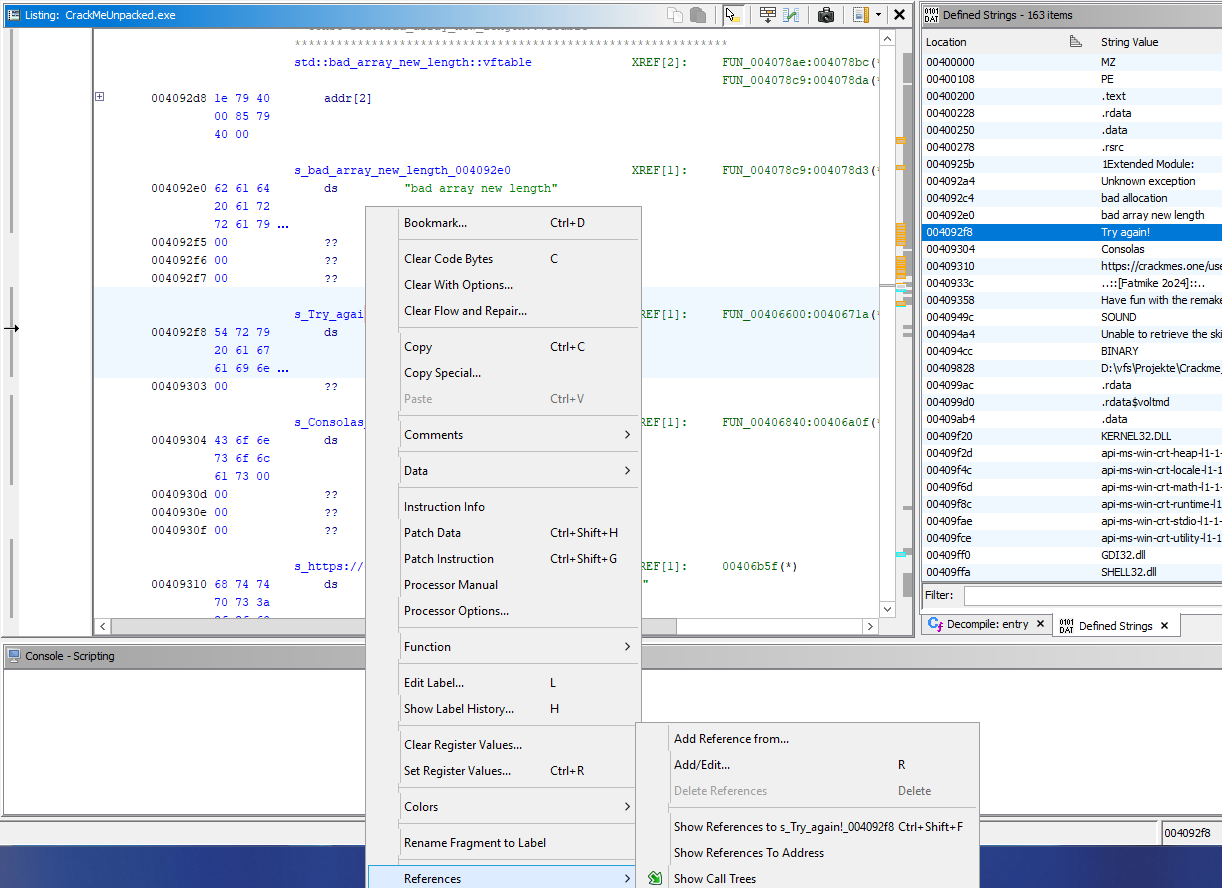 Listing: CrackMeUnpacked.exe
************************************************************
std::bad_array_new_length::vftable XREF[2]: FUN_004078ae:004078bc(*
FUN_004078c9:004078da(*
004092d8 1e 79 40 addr[2]
00 85 79
40 00
s_bad_array_new_length_004092e0 XREF[1]: FUN_004078c9:004078d3(*
004092e0 62 61 64 ds "bad array new length"
20 61 72
72 61 79 ...
004092f5 00 ??
004092f6 00 ??
004092f7 00 ??
s_Try_agai REF[1]: FUN_00406600:0040671a(*
004092f8 54 72 79 ds
20 61 67
61 69 6e ...
00409303 00 ??
s_Consolas REF[1]: FUN_00406840:00406a0f(*
00409304 43 6f 6e ds
73 6f 6c
61 73 00
0040930d 00 ??
0040930e 00 ??
0040930f 00 ??
s_https:// REF[1]: 00406b5f(*)
00409310 68 74 74 ds "
70 73 3a
Bookmark... Ctrl+D
Clear Code Bytes C
Clear With Options...
Clear Flow and Repair...
Copy Ctrl+C
Copy Special...
Paste Ctrl+V
Comments
Data
Instruction Info
Patch Data Ctrl+Shift+H
Patch Instruction Ctrl+Shift+G
Processor Manual
Processor Options...
Function
Edit Label... L
Show Label History... H
Clear Register Values...
Set Register Values... Ctrl+R
Colors
Rename Fragment to Label
References
Add Reference from...
Add/Edit... R
Delete References Delete
Show References to s_Try_again!_004092f8 Ctrl+Shift+F
Show References To Address
Show Call Trees
Defined Strings - 163 items
Location String Value
00400000 MZ
00400108 PE
00400200 .text
00400228 .rdata
00400250 .data
00400278 .rsrc
0040925b 1Extended Module:
004092a4 Unknown exception
004092c4 bad allocation
004092e0 bad array new length
004092f8 Try again!
00409304 Consolas
00409310 https://crackmes.one/use
0040933c ..::[Fatmike 2o24]::..
00409358 Have fun with the remake
0040949c SOUND
004094a4 Unable to retrieve the ski
004094cc BINARY
00409828 D:\vfs\Projekte\Crackme_
004099ac .rdata
004099d0 .rdata$voltmd
00409ab4 .data
00409f20 KERNEL32.DLL
00409f2d api-ms-win-crt-heap-l1-1-
00409f4c api-ms-win-crt-locale-l1-
00409f6d api-ms-win-crt-math-l1-1-
00409f8c api-ms-win-crt-runtime-l1
00409fae api-ms-win-crt-stdio-l1-1
00409fce api-ms-win-crt-utility-l1-
00409ff0 GDI32.dll
00409ffa SHELL32.dll
Filter:
Decompile: entry
Defined Strings
Console - Scripting
004092f8